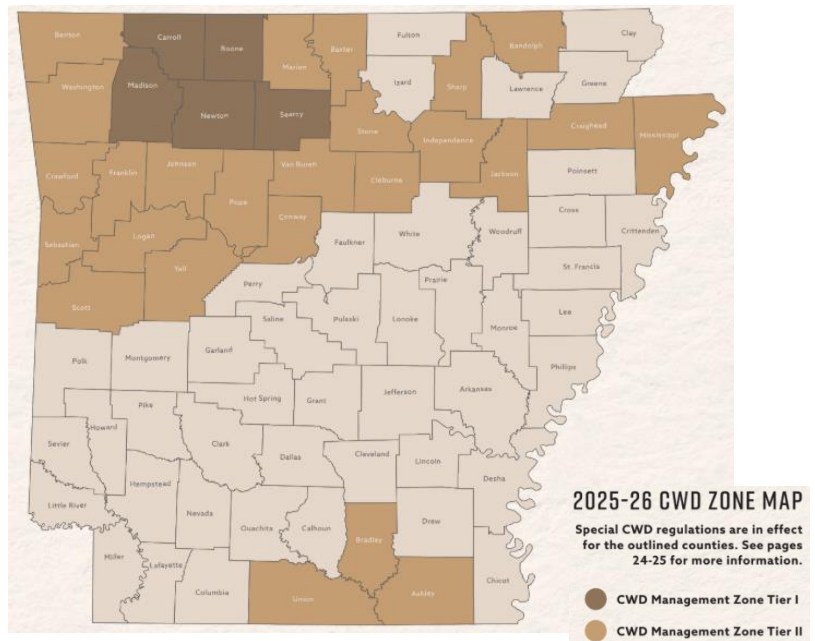 Benton
Carroll
Boone
Marion
Baxter
Fulson
Randolph
Clay
Washington
Madison
Newton
Searcy
Izard
Sharp
Lawrence
Greene
Stone
Independence
Craighead
Mississippi
Crawford
Franklin
Johnson
Pope
Van Buren
Cleburne
Jackson
Poinsett
Sebastian
Logan
Conway
Faulkner
White
Woodruff
Cross
Crittenden
Scott
Yell
Perry
Saline
Pulaski
Lonoke
Prairie
Monroe
St. Francis
Lee
Phillips
Polk
Montgomery
Garland
Hot Spring
Grant
Jefferson
Arkansas
Sevier
Howard
Pike
Clark
Dallas
Cleveland
Lincoln
Desha
Little River
Hempstead
Nevada
Ouachita
Calhoun
Bradley
Drew
Miller
Lafayette
Columbia
Union
Ashley
Chicot
2025-26 CWD ZONE MAP
Special CWD regulations are in effect
for the outlined counties. See pages
24-25 for more information.
CWD Management Zone Tier I
CWD Management Zone Tier II